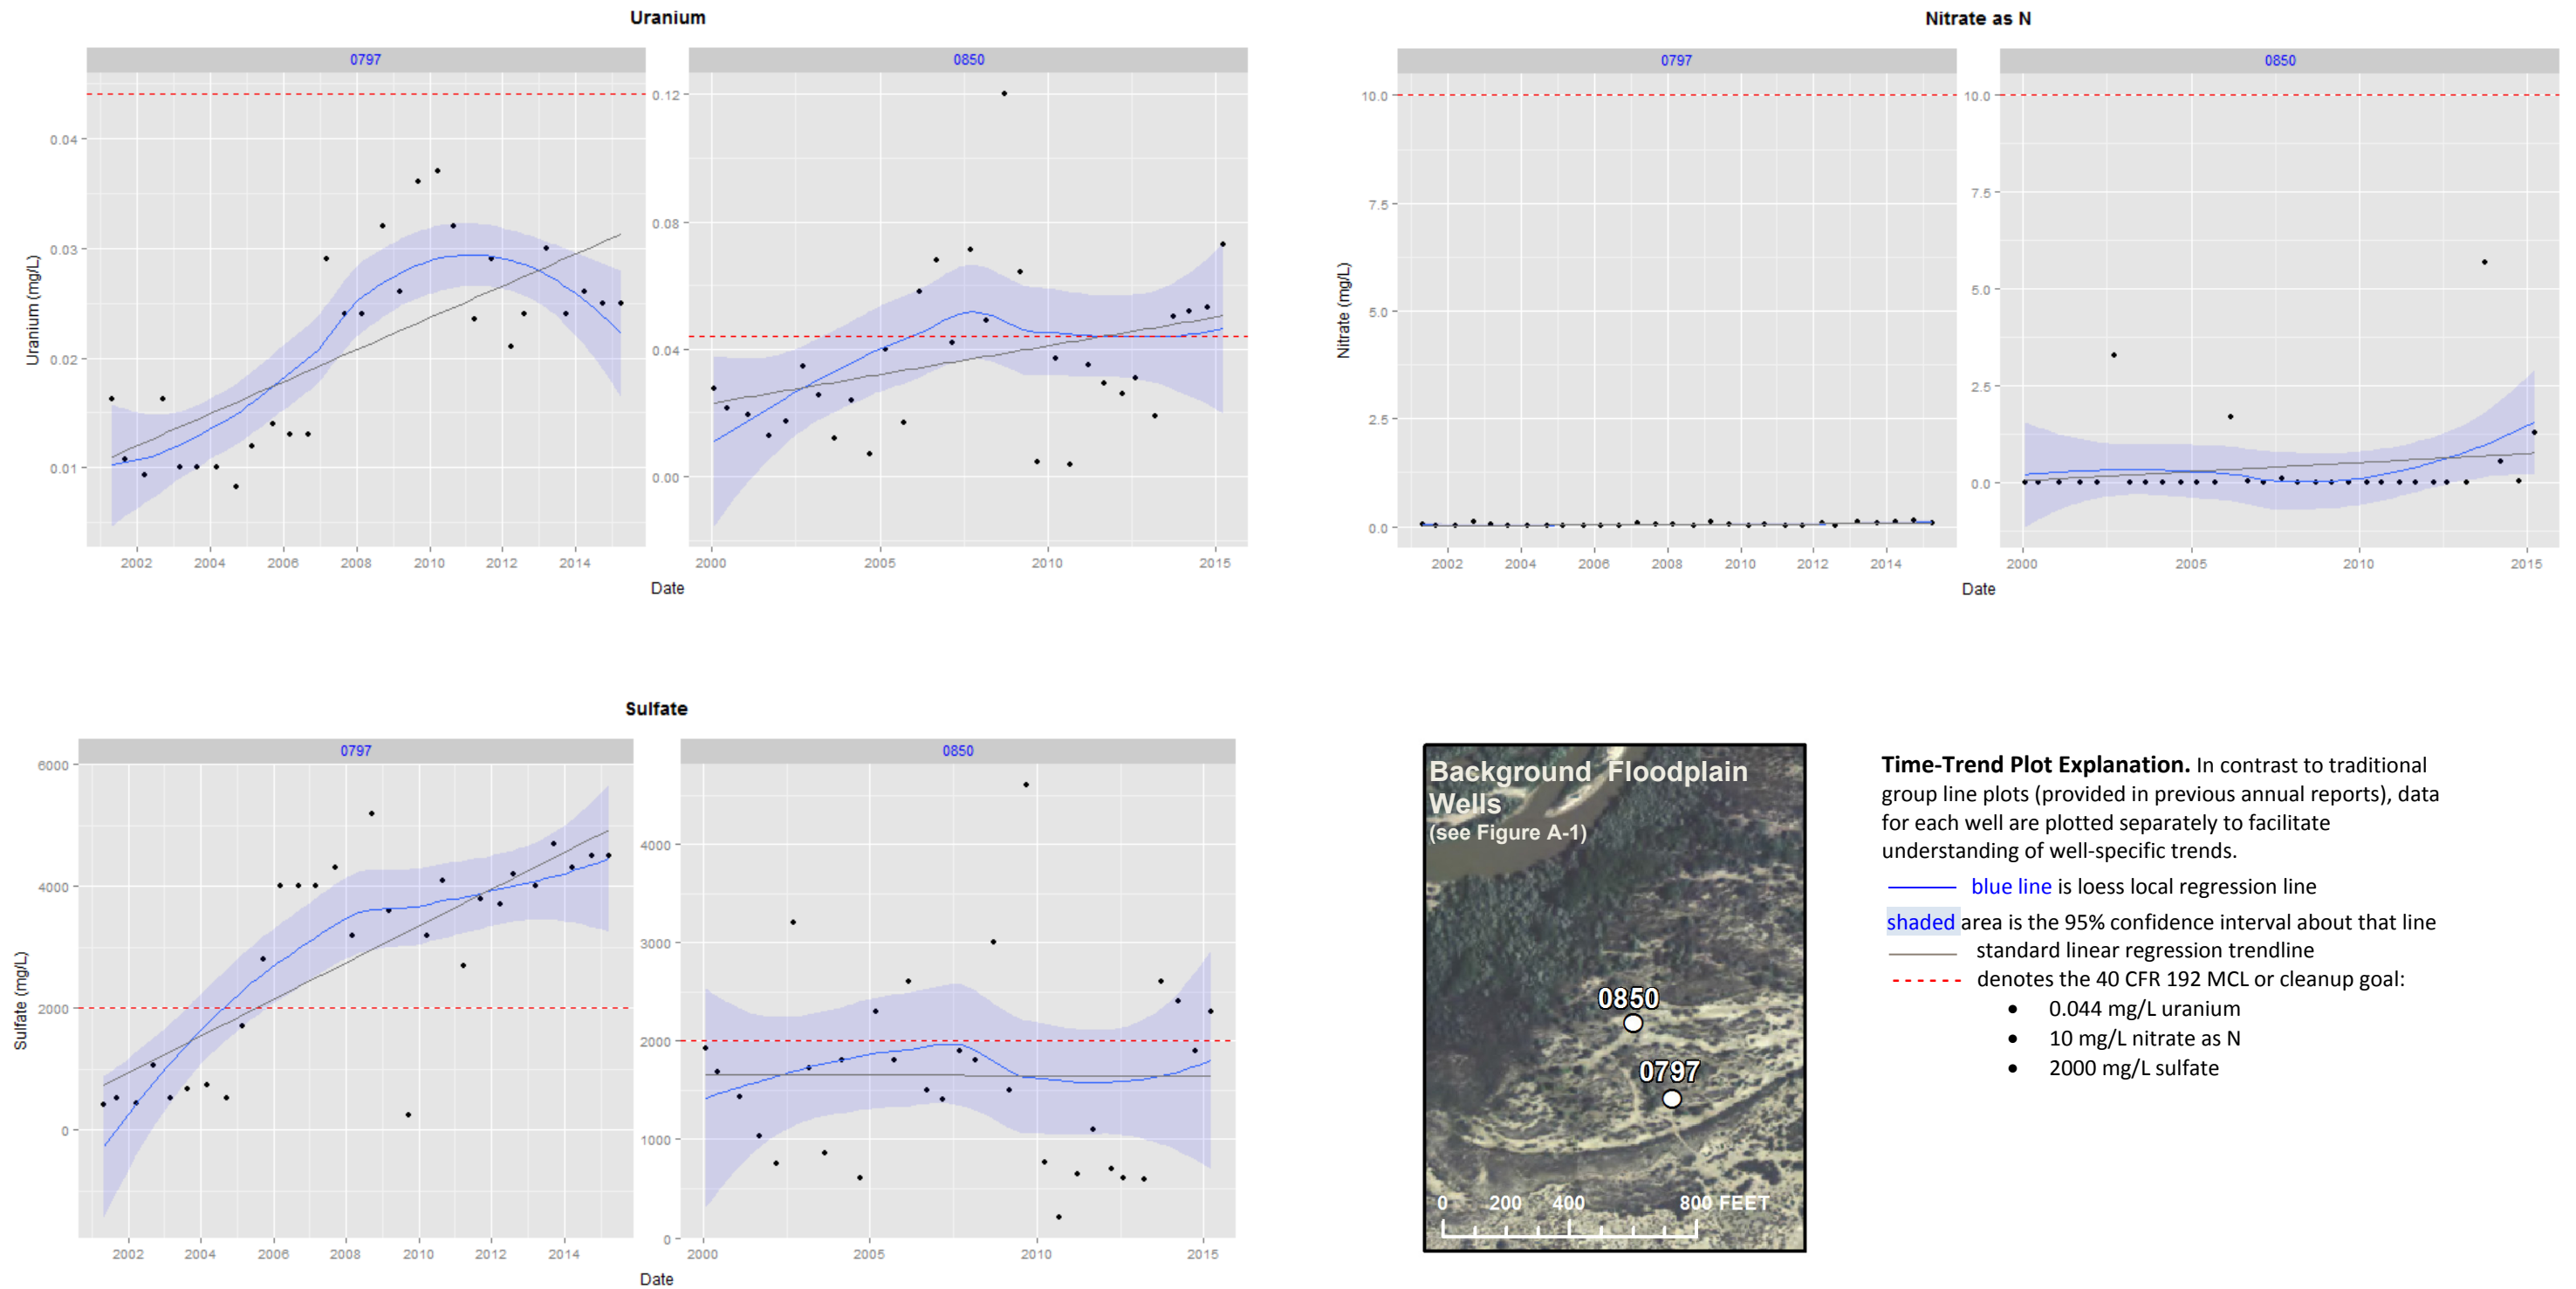 Uranium
0797
0850
Uranium (mg/L)
0.04
0.03
0.02
0.01
0.12
0.08
0.04
0.00
2002 2004 2006 2008 2010 2012 2014
2000 2005 2010 2015
Date
Nitrate as N
0797
0850
Nitrate (mg/L)
10.0
7.5
5.0
2.5
0.0
10.0
7.5
5.0
2.5
0.0
2002 2004 2006 2008 2010 2012 2014
2000 2005 2010 2015
Date
Sulfate
0797
0850
Sulfate (mg/L)
6000
4000
2000
0
4000
3000
2000
1000
0
2002 2004 2006 2008 2010 2012 2014
2000 2005 2010 2015
Date
Background Floodplain
Wells
(see Figure A-1)
0850
0797
0 200 400 800 FEET
Time-Trend Plot Explanation. In contrast to traditional
group line plots (provided in previous annual reports), data
for each well are plotted separately to facilitate
understanding of well-specific trends.
blue line is loess local regression line
shaded area is the 95% confidence interval about that line
standard linear regression trendline
denotes the 40 CFR 192 MCL or cleanup goal:
• 0.044 mg/L uranium
• 10 mg/L nitrate as N
• 2000 mg/L sulfate